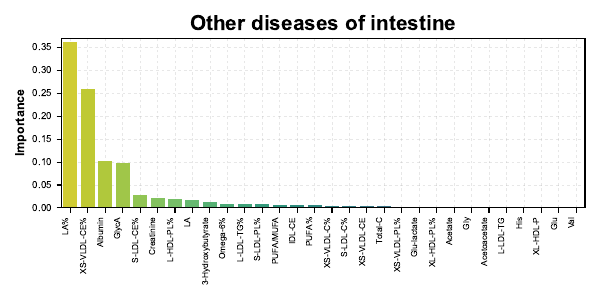 Other diseases of intestine
Importance
0.35
0.30
0.25
0.20
0.15
0.10
0.05
0.00
LA%
XS-VLDL-CE%
Albumin
GlycA
S-LDL-CE%
Creatinine
L-HDL-PL%
LA
3-Hydroxybutyrate
Omega-6%
L-LDL-TG%
S-LDL-PL%
PUFA/MUFA
IDL-CE
PUFA%
XS-VLDL-C%
S-LDL-C%
XS-VLDL-CE
Total-C
XS-VLDL-PL%
Glu-lactate
XL-HDL-PL%
Acetate
Gly
Acetoacetate
L-LDL-TG
His
XL-HDL-P
Glu
Val